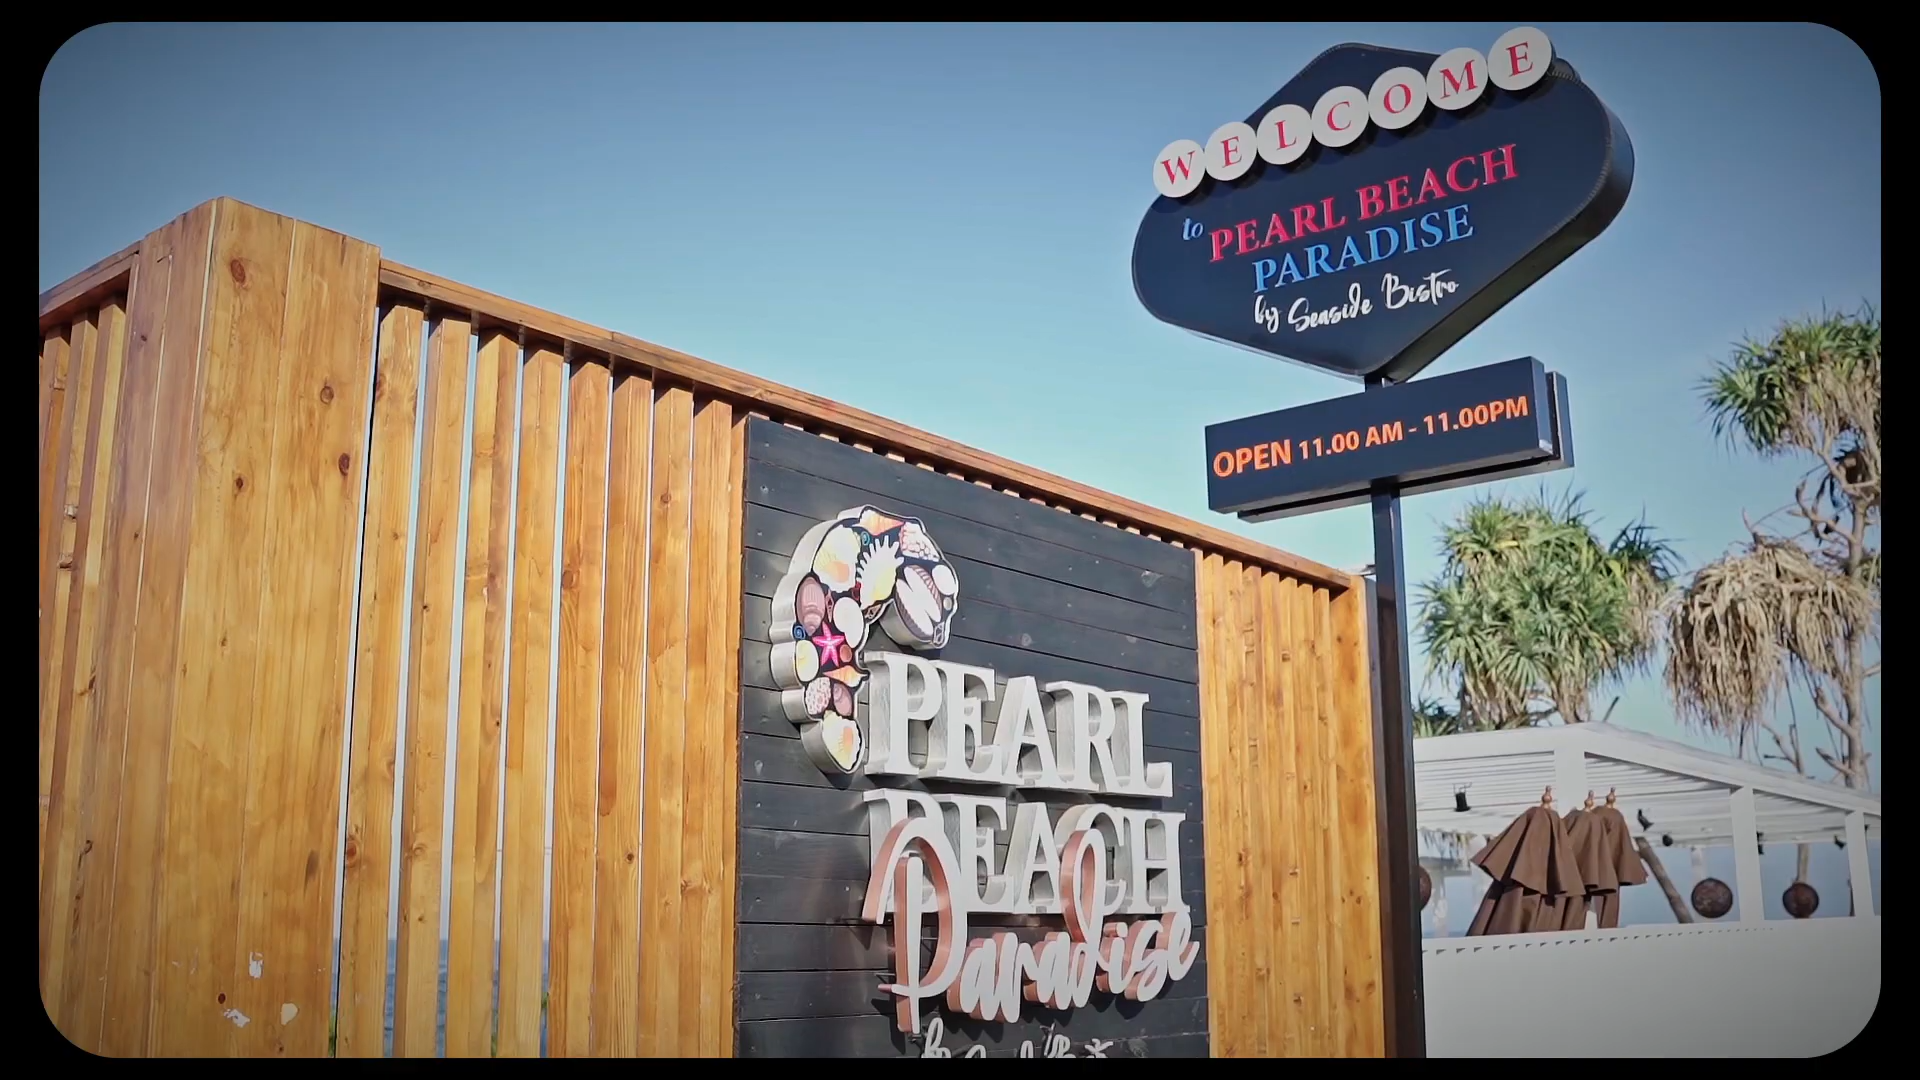 WELCOME
to PEARL BEACH
PARADISE
by Seaside Bistro
OPEN 11.00 AM - 11.00PM
PEARL
BEACH
Paradise